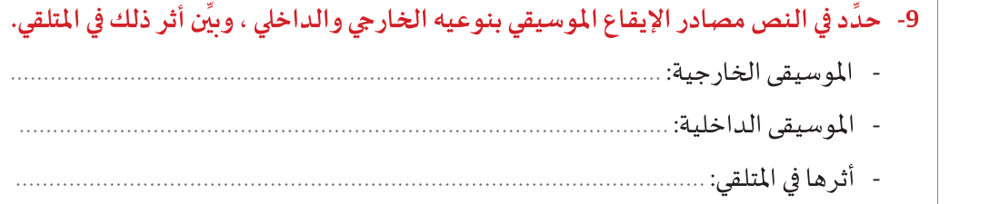 9- حدِّد في النص مصادر الإيقاع الموسيقي بنوعيه الخارجي والداخلي ، وبيِّن أثر ذلك في المتلقي.
- الموسيقى الخارجية: ........................................................................................................
- الموسيقى الداخلية: ........................................................................................................
- أثرها في المتلقي: ........................................................................................................